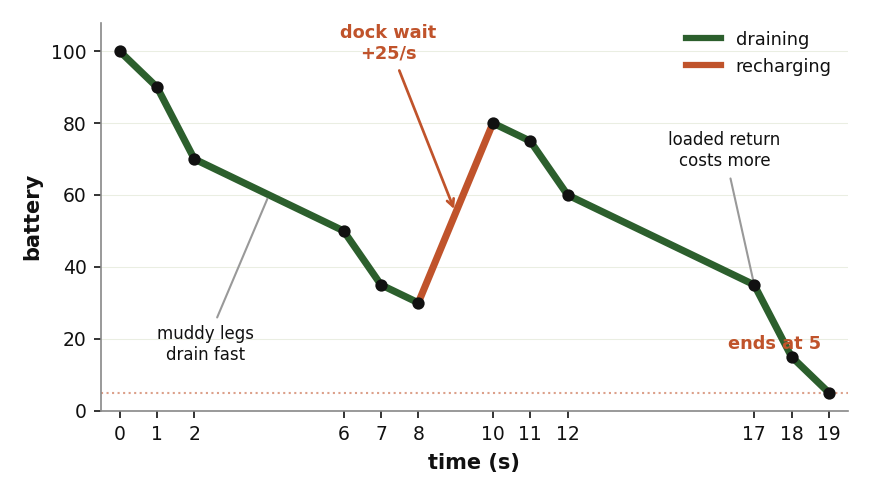 dock wait
+25/s
draining
recharging
loaded return
costs more
muddy legs
drain fast
ends at 5
battery
100
80
60
40
20
0
0 1 2 6 7 8 10 11 12 17 18 19
time (s)